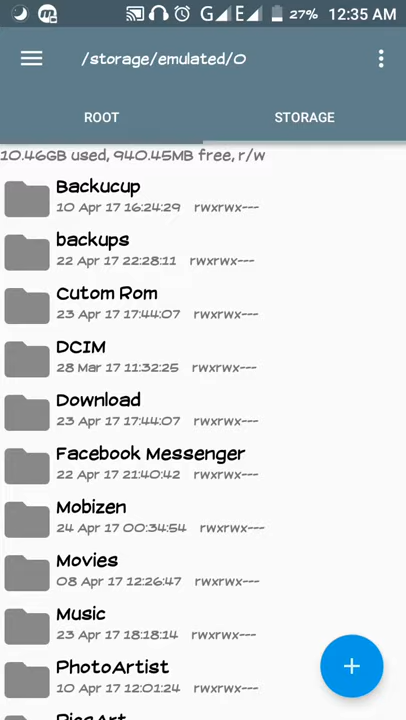 G E 27% 12:35 AM
/storage/emulated/0
ROOT STORAGE
10.46GB used, 940.45MB free, r/w
Backucup
10 Apr 17 16:24:29 rwxrwx---
backups
22 Apr 17 22:28:11 rwxrwx---
Cutom Rom
23 Apr 17 17:44:07 rwxrwx---
DCIM
28 Mar 17 11:32:25 rwxrwx---
Download
23 Apr 17 17:44:07 rwxrwx---
Facebook Messenger
22 Apr 17 21:40:42 rwxrwx---
Mobizen
24 Apr 17 00:34:54 rwxrwx---
Movies
08 Apr 17 12:26:47 rwxrwx---
Music
23 Apr 17 18:18:14 rwxrwx---
PhotoArtist
10 Apr 17 12:01:24 rwxrwx---
PicsArt